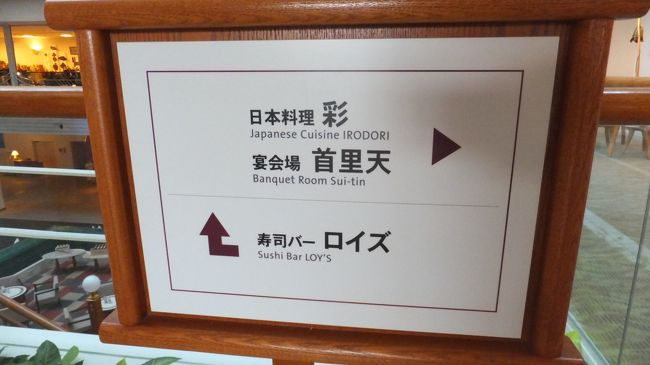 日本料理 彩
Japanese Cuisine IRODORI
宴会場 首里天
Banquet Room Sui-tin
寿司バー ロイズ
Sushi Bar LOY'S